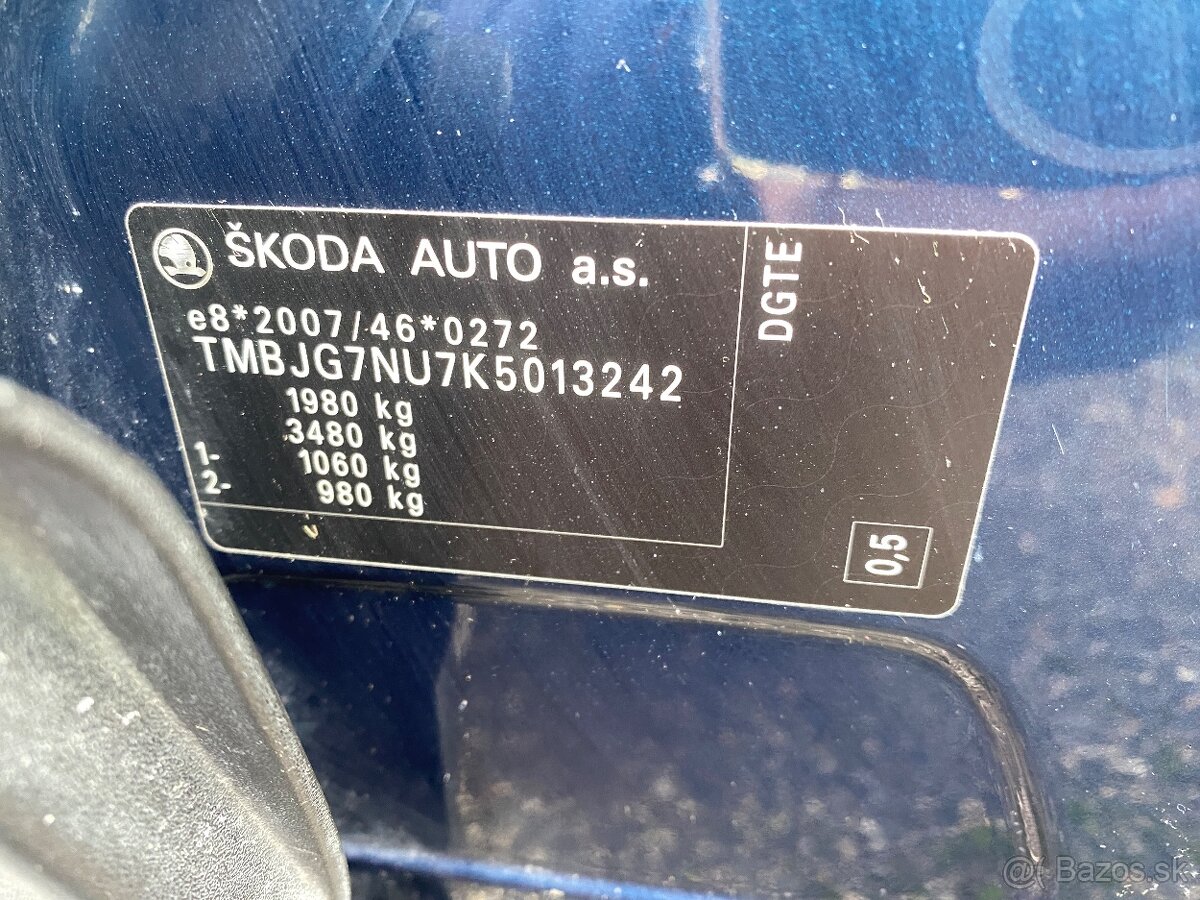 ŠKODA AUTO a.s.
e8*2007/46*0272
TMBJG7NU7K5013242
1980 kg
3480 kg
1- 1060 kg
2- 980 kg
DGTE
0,5
@ Bazos.sk